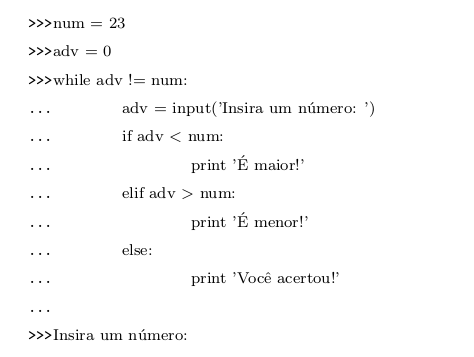 >>>num = 23
>>>adv = 0
>>>while adv != num:
... adv = input('Insira um número: ')
... if adv < num:
... print 'É maior!'
... elif adv > num:
... print 'É menor!'
... else:
... print 'Você acertou!'
...
>>>Insira um número: